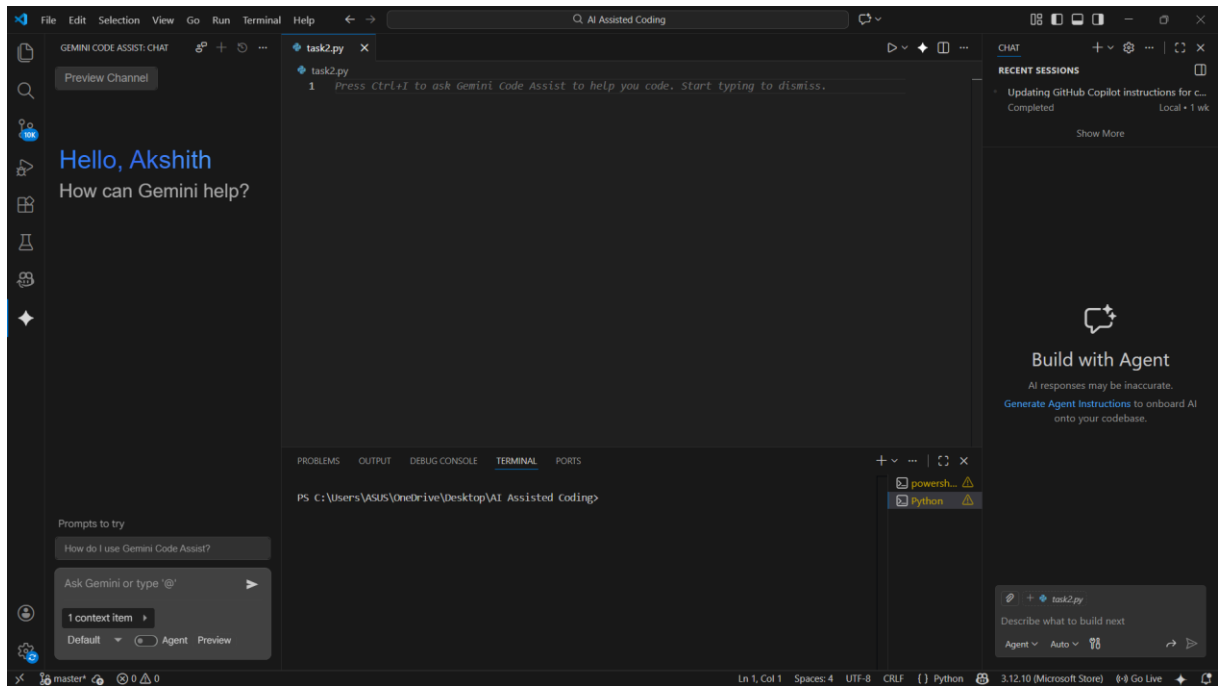 File Edit Selection View Go Run Terminal Help
AI Assisted Coding
GEMINI CODE ASSIST: CHAT
Preview Channel
Hello, Akshith
How can Gemini help?
Prompts to try
How do I use Gemini Code Assist?
Ask Gemini or type '@'
1 context item
Default Agent Preview
task2.py
task2.py
1 Press Ctrl+I to ask Gemini Code Assist to help you code. Start typing to dismiss.
PROBLEMS OUTPUT DEBUG CONSOLE TERMINAL PORTS
PS C:\Users\ASUS\OneDrive\Desktop\AI Assisted Coding>
powersh...
Python
CHAT
RECENT SESSIONS
Updating GitHub Copilot instructions for c...
Completed Local • 1 wk
Show More
Build with Agent
AI responses may be inaccurate.
Generate Agent Instructions to onboard AI
onto your codebase.
task2.py
Describe what to build next
Agent Auto
10K
master* 0 0 Ln 1, Col 1 Spaces: 4 UTF-8 CRLF { } Python 3.12.10 (Microsoft Store) Go Live